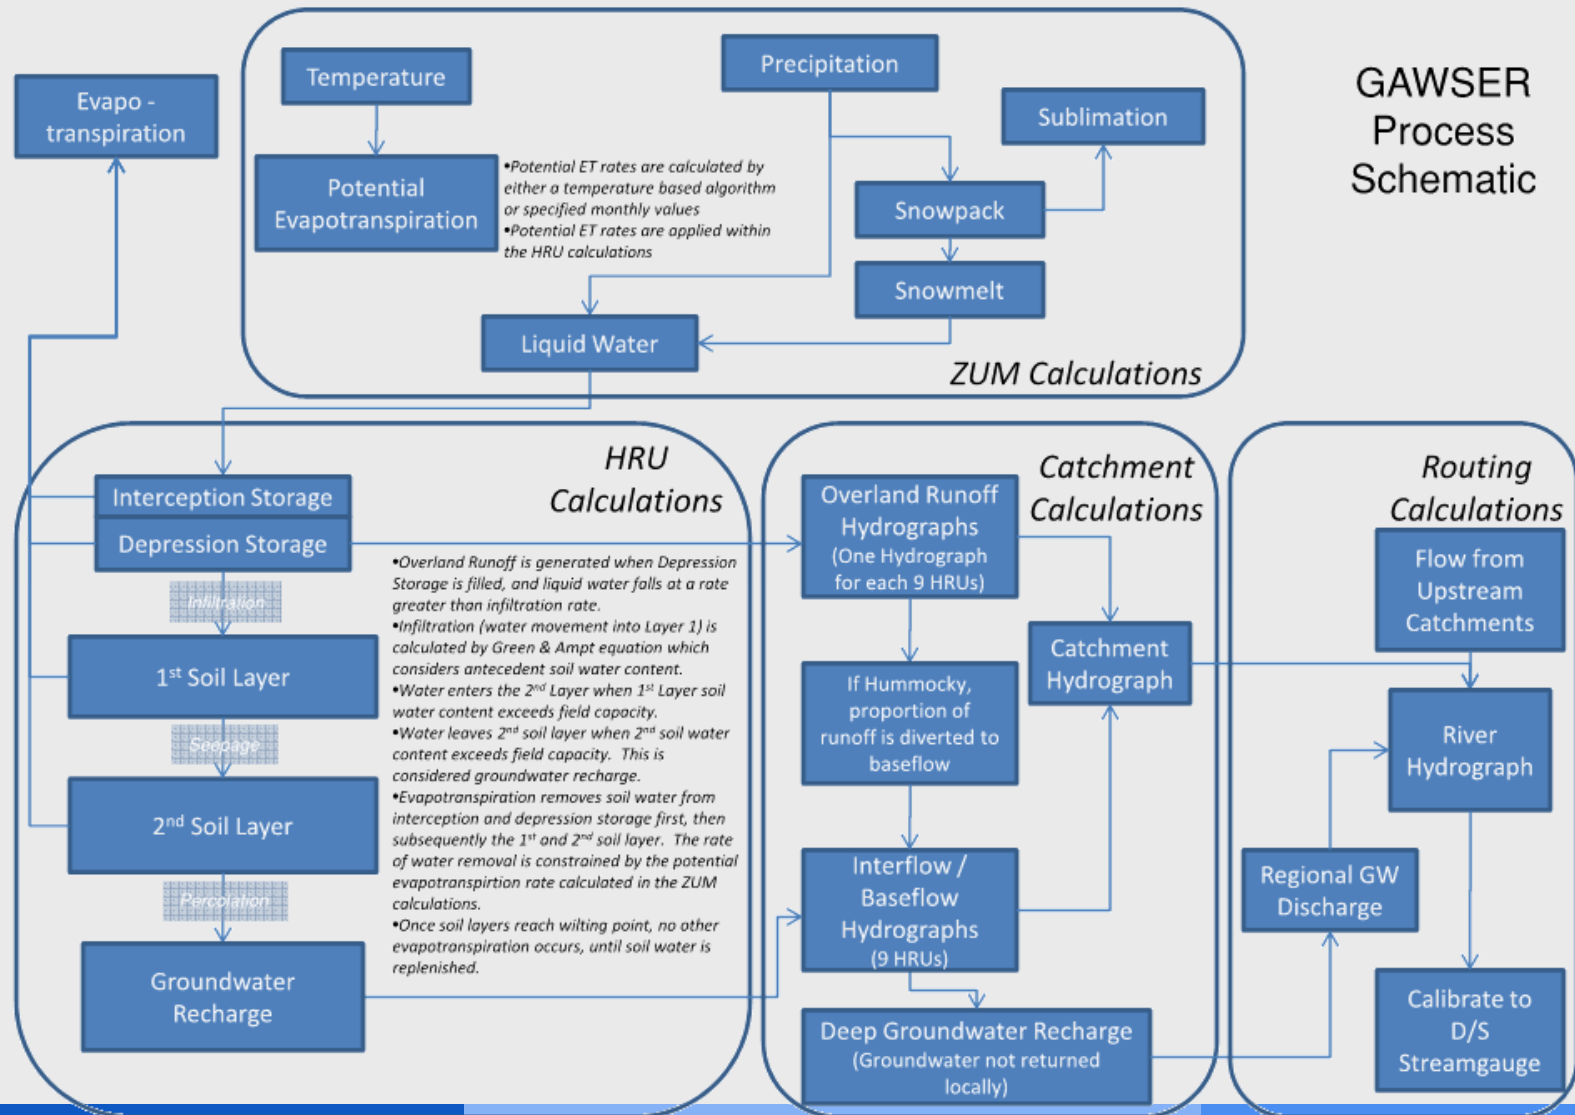 GAWSER
Process
Schematic
Evapo -
transpiration
Temperature
Potential
Evapotranspiration
•Potential ET rates are calculated by
either a temperature based algorithm
or specified monthly values
•Potential ET rates are applied within
the HRU calculations
Precipitation
Sublimation
Snowpack
Snowmelt
Liquid Water
ZUM Calculations
HRU
Calculations
Interception Storage
Depression Storage
Infiltration
1st Soil Layer
Seepage
2nd Soil Layer
Percolation
Groundwater
Recharge
•Overland Runoff is generated when Depression
Storage is filled, and liquid water falls at a rate
greater than infiltration rate.
•Infiltration (water movement into Layer 1) is
calculated by Green & Ampt equation which
considers antecedent soil water content.
•Water enters the 2nd Layer when 1st Layer soil
water content exceeds field capacity.
•Water leaves 2nd soil layer when 2nd soil water
content exceeds field capacity. This is
considered groundwater recharge.
•Evapotranspiration removes soil water from
interception and depression storage first, then
subsequently the 1st and 2nd soil layer. The rate
of water removal is constrained by the potential
evapotranspirtion rate calculated in the ZUM
calculations.
•Once soil layers reach wilting point, no other
evapotranspiration occurs, until soil water is
replenished.
Catchment
Calculations
Overland Runoff
Hydrographs
(One Hydrograph
for each 9 HRUs)
If Hummocky,
proportion of
runoff is diverted to
baseflow
Interflow /
Baseflow
Hydrographs
(9 HRUs)
Deep Groundwater Recharge
(Groundwater not returned
locally)
Catchment
Hydrograph
Routing
Calculations
Flow from
Upstream
Catchments
River
Hydrograph
Regional GW
Discharge
Calibrate to
D/S
Streamgauge